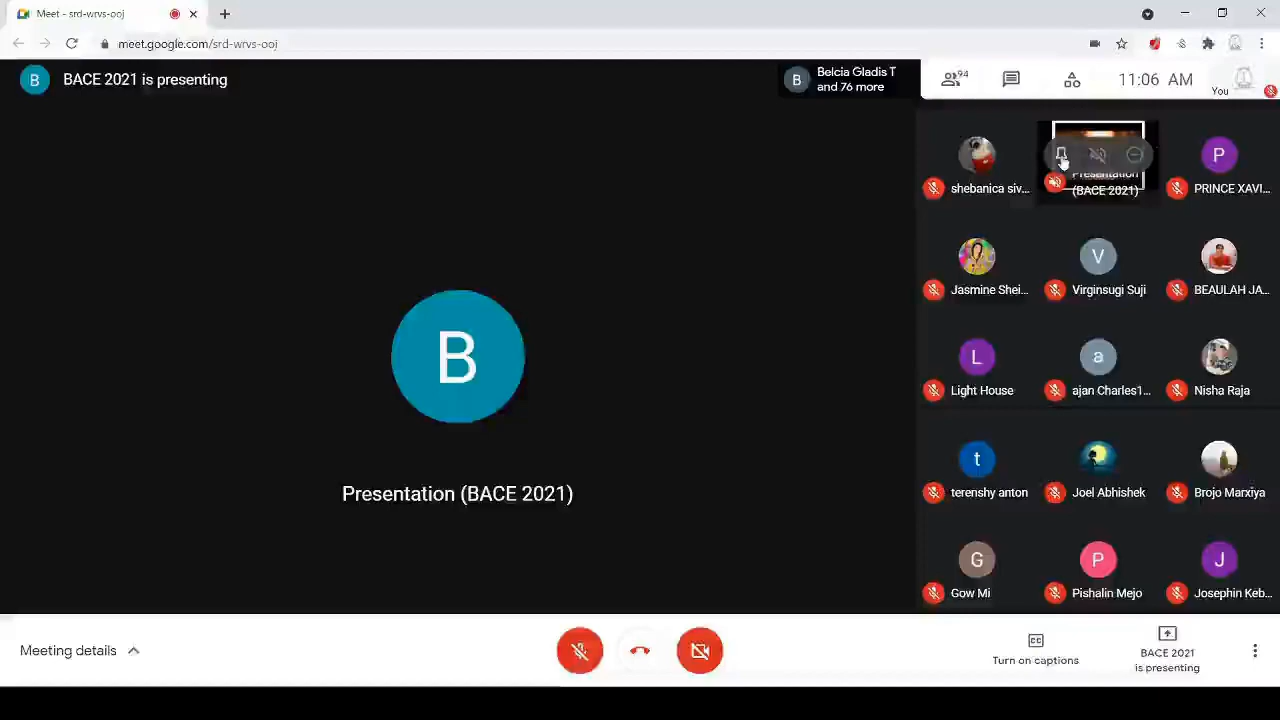 Meet - srd-wrvs-ooj
meet.google.com/srd-wrvs-ooj
B
BACE 2021 is presenting
B
Belcia Gladis T
and 76 more
94
11:06 AM
You
shebanica siv...
Presentation
(BACE 2021)
P
PRINCE XAVI...
Jasmine Shei...
V
Virginsugi Suji
BEAULAH JA...
B
Presentation (BACE 2021)
L
Light House
a
ajan Charles1...
Nisha Raja
t
terenshy anton
Joel Abhishek
Brojo Marxiya
G
Gow Mi
P
Pishalin Mejo
J
Josephin Keb...
Meeting details
CC
Turn on captions
BACE 2021
is presenting